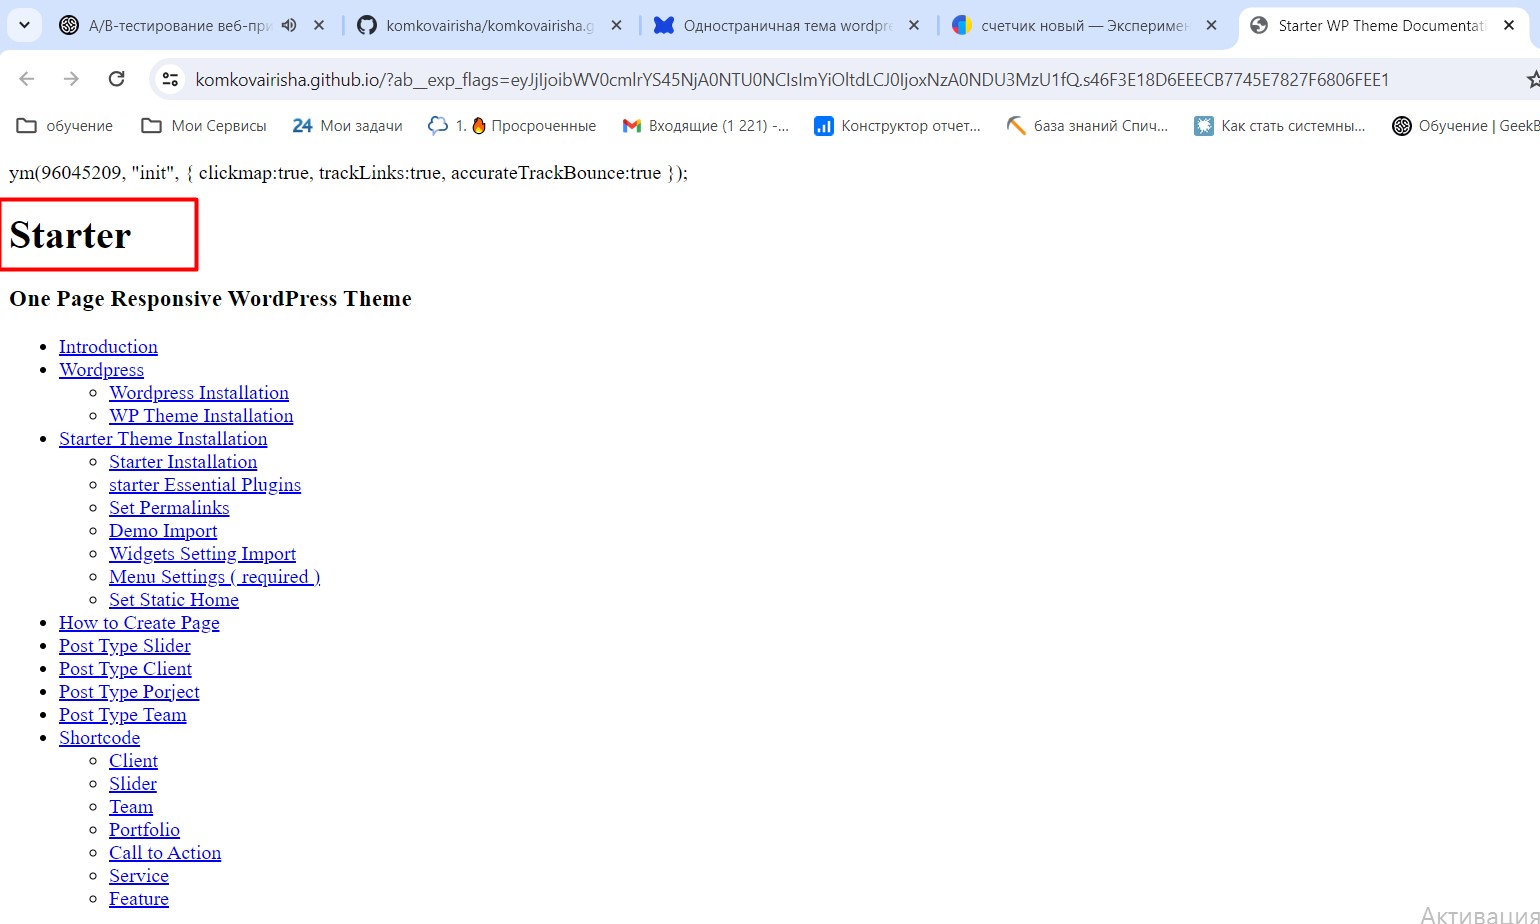 А/В-тестирование веб-при
komkovairisha/komkovairisha.g
Одностраничная тема wordpre
счетчик новый — Эксперимен
Starter WP Theme Documentati
komkovairisha.github.io/?ab__exp_flags=eyJjIjoibWV0cmlrYS45NjA0NTU0NCIsImYiOltdLCJ0IjoxNzA0NDU3MzU1fQ.s46F3E18D6EEECB7745E7827F6806FEE1
обучение
Мои Сервисы
24 Мои задачи
1. Просроченные
Входящие (1 221) -...
Конструктор отчет...
база знаний Спич...
Как стать системны...
Обучение | GeekB
ym(96045209, "init", { clickmap:true, trackLinks:true, accurateTrackBounce:true });
Starter
One Page Responsive WordPress Theme
Introduction
Wordpress
Wordpress Installation
WP Theme Installation
Starter Theme Installation
Starter Installation
starter Essential Plugins
Set Permalinks
Demo Import
Widgets Setting Import
Menu Settings ( required )
Set Static Home
How to Create Page
Post Type Slider
Post Type Client
Post Type Porject
Post Type Team
Shortcode
Client
Slider
Team
Portfolio
Call to Action
Service
Feature
Активация